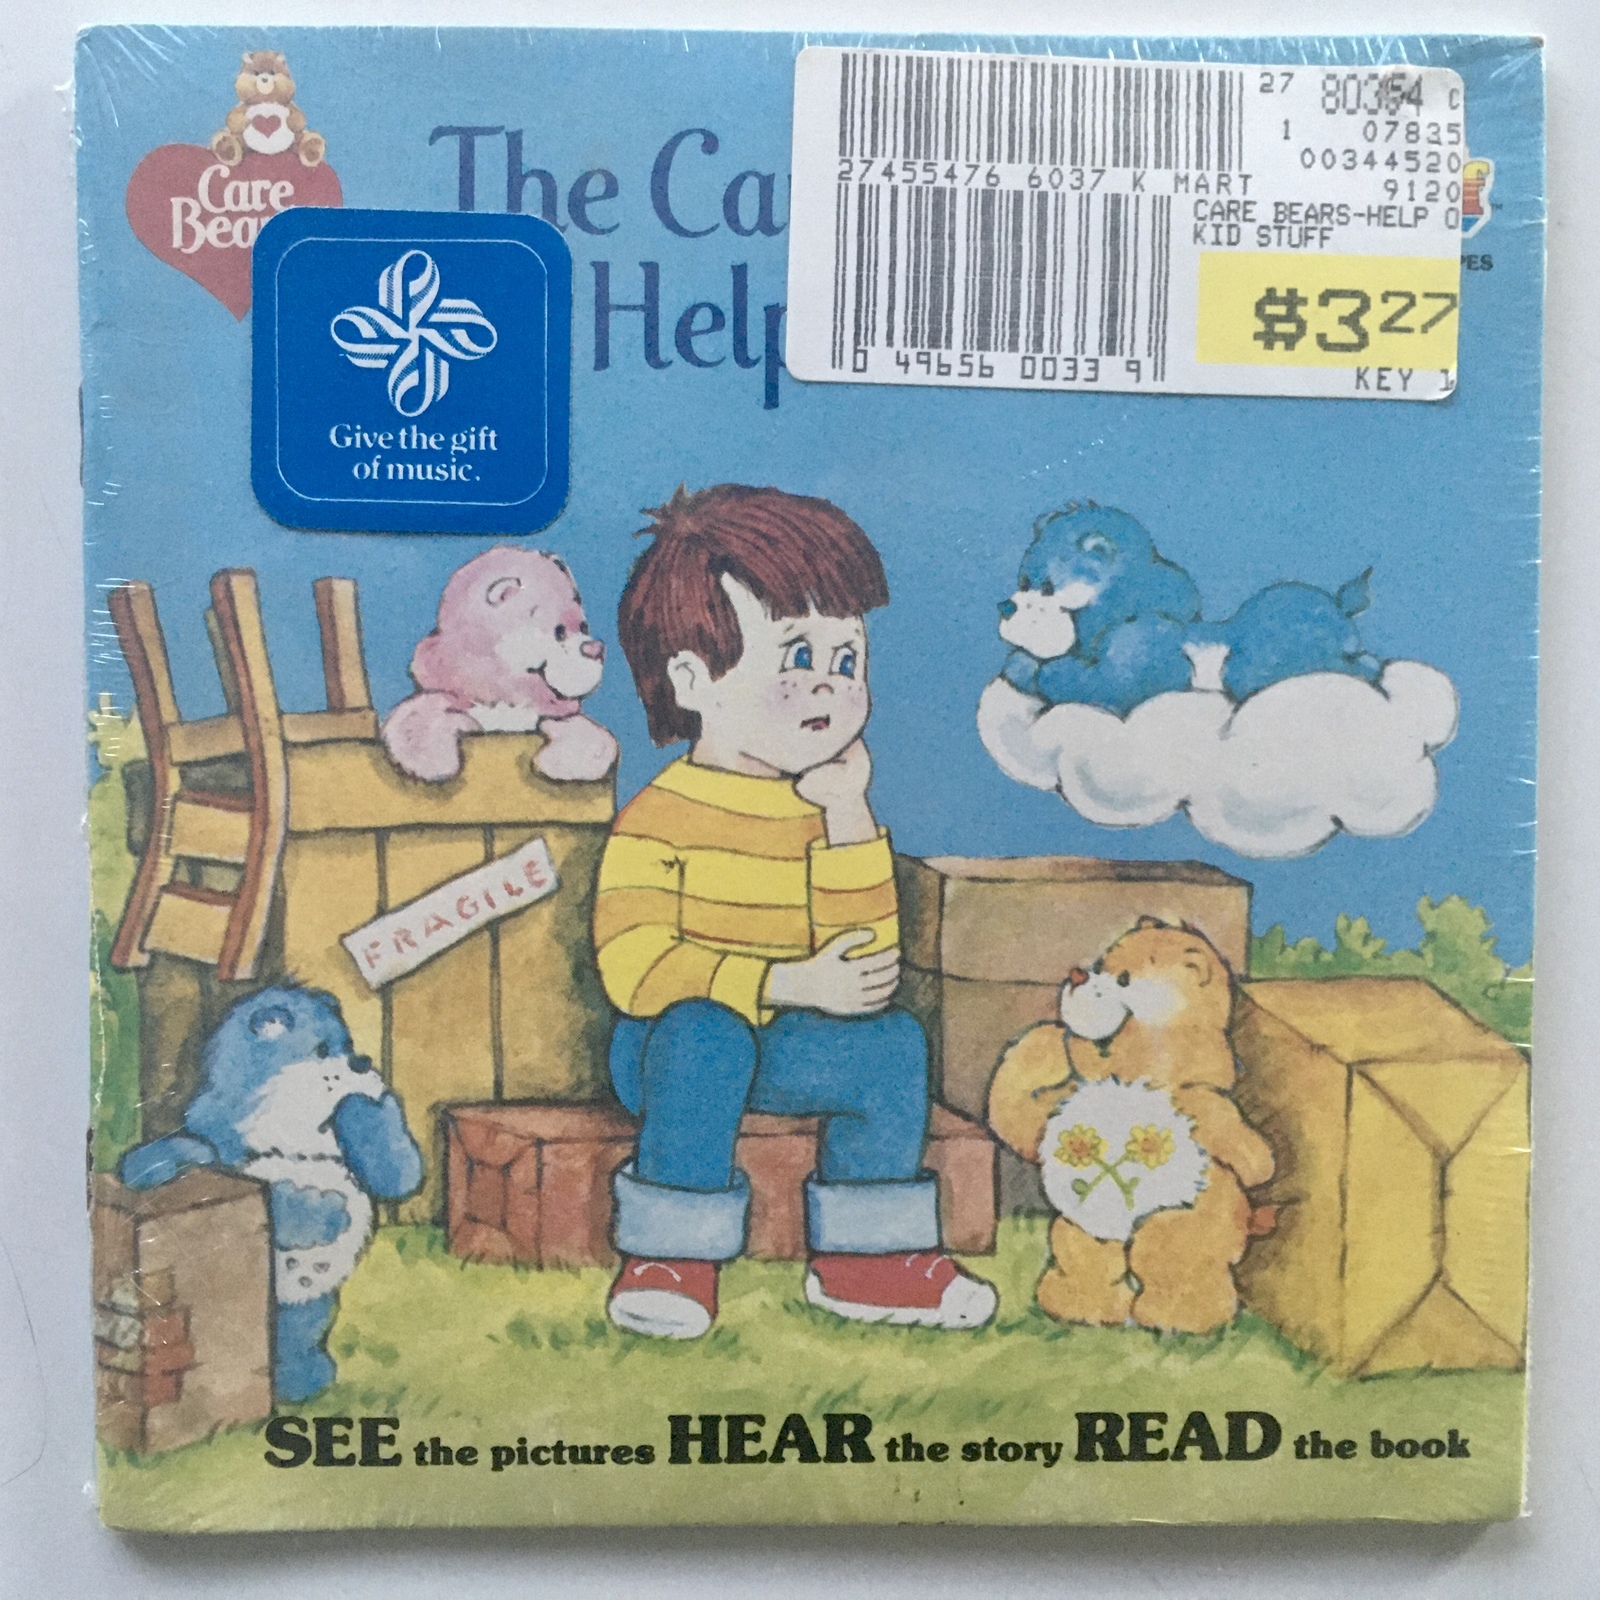 The Ca
Help
Care
Bea
Give the gift
of music.
27 80364 C
1 07835
00344520
27455476 6037 K MART 9120
CARE BEARS-HELP O
KID STUFF
$3 27
KEY 1
0 49656 0033 9
PES
FRAGILE
SEE the pictures HEAR the story READ the book